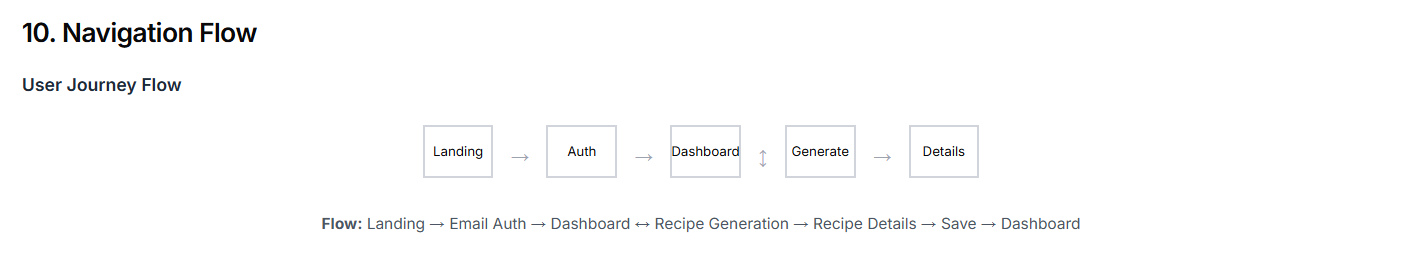 10. Navigation Flow
User Journey Flow
Landing → Auth → Dashboard ↕ Generate → Details
Flow: Landing → Email Auth → Dashboard ↔ Recipe Generation → Recipe Details → Save → Dashboard